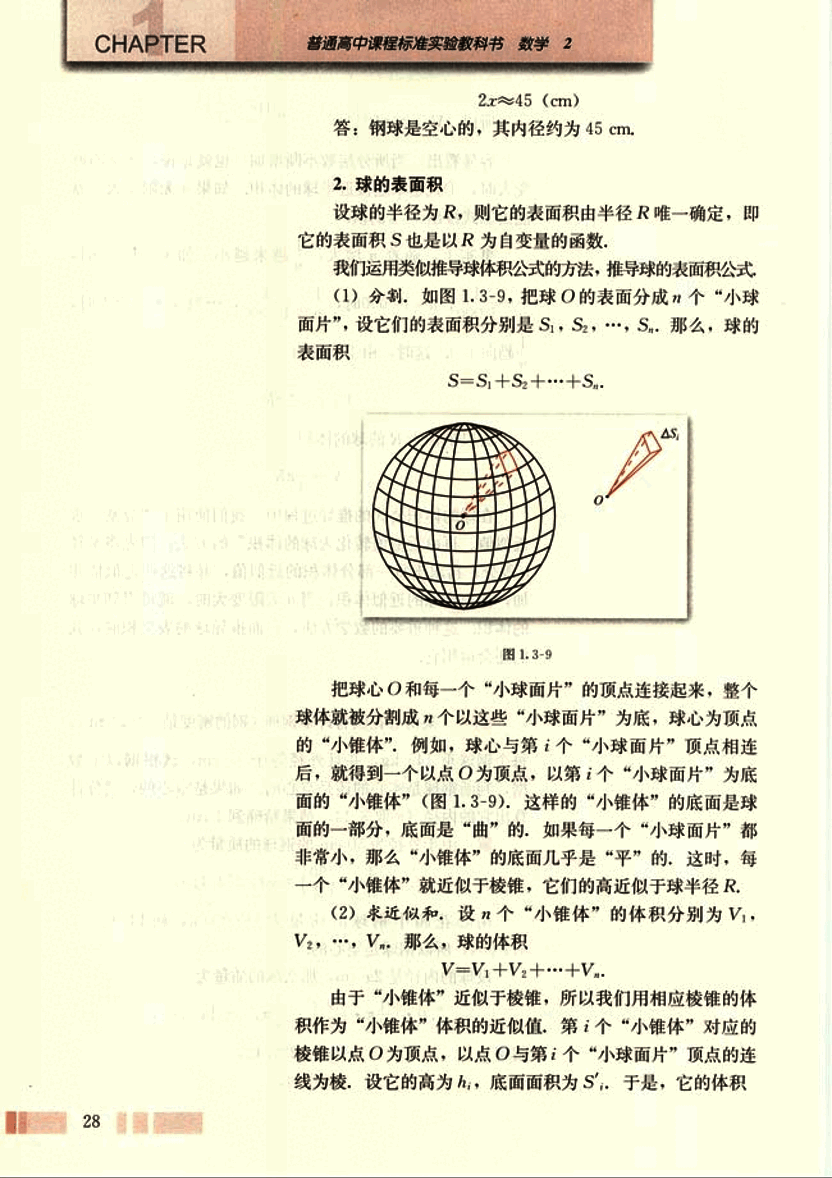 CHAPTER 1
普通高中课程标准实验教科书 数学 2
2x≈45（cm）
答：钢球是空心的，其内径约为 45 cm.
2. 球的表面积
设球的半径为 R，则它的表面积由半径 R 唯一确定，即
它的表面积 S 也是以 R 为自变量的函数.
我们运用类似推导球体积公式的方法，推导球的表面积公式.
（1）分割. 如图 1.3-9，把球 O 的表面分成 n 个“小球
面片”，设它们的表面积分别是 S₁，S₂，…，Sₙ. 那么，球的
表面积
S=S₁+S₂+…+Sₙ.
O
O
ΔSᵢ
图 1.3-9
把球心 O 和每一个“小球面片”的顶点连接起来，整个
球体就被分割成 n 个以这些“小球面片”为底，球心为顶点
的“小锥体”. 例如，球心与第 i 个“小球面片”顶点相连
后，就得到一个以点 O 为顶点，以第 i 个“小球面片”为底
面的“小锥体”（图 1.3-9）. 这样的“小锥体”的底面是球
面的一部分，底面是“曲”的. 如果每一个“小球面片”都
非常小，那么“小锥体”的底面几乎是“平”的. 这时，每
一个“小锥体”就近似于棱锥，它们的高近似于球半径 R.
（2）求近似和. 设 n 个“小锥体”的体积分别为 V₁，
V₂，…，Vₙ. 那么，球的体积
V=V₁+V₂+…+Vₙ.
由于“小锥体”近似于棱锥，所以我们用相应棱锥的体
积作为“小锥体”体积的近似值. 第 i 个“小锥体”对应的
棱锥以点 O 为顶点，以点 O 与第 i 个“小球面片”顶点的连
线为棱. 设它的高为 hᵢ，底面面积为 S′ᵢ. 于是，它的体积
28